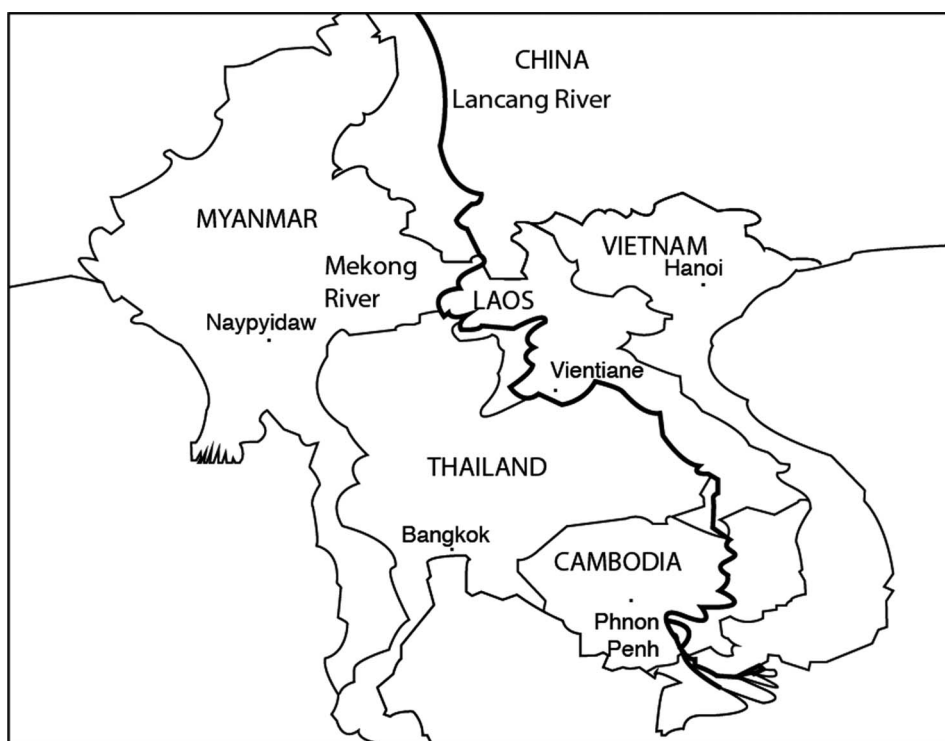 CHINA
Lancang River
MYANMAR
VIETNAM
Hanoi
Mekong
River
LAOS
Naypyidaw
Vientiane
THAILAND
Bangkok
CAMBODIA
Phnon
Penh